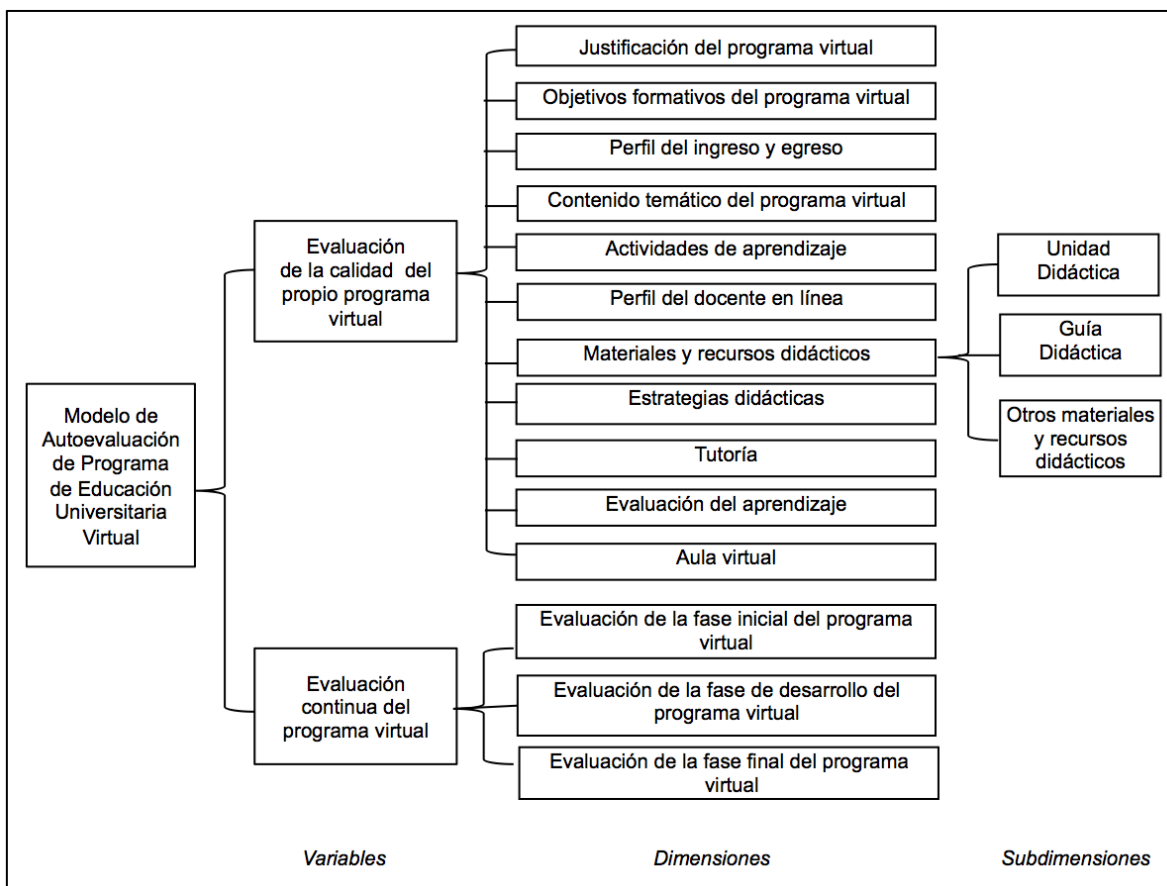 Modelo de
Autoevaluación
de Programa
de Educación
Universitaria
Virtual
Evaluación
de la calidad del
propio programa
virtual
Justificación del programa virtual
Objetivos formativos del programa virtual
Perfil del ingreso y egreso
Contenido temático del programa virtual
Actividades de aprendizaje
Perfil del docente en línea
Materiales y recursos didácticos
Estrategias didácticas
Tutoría
Evaluación del aprendizaje
Aula virtual
Unidad
Didáctica
Guía
Didáctica
Otros materiales
y recursos
didácticos
Evaluación
continua del
programa virtual
Evaluación de la fase inicial del programa
virtual
Evaluación de la fase de desarrollo del
programa virtual
Evaluación de la fase final del programa
virtual
Variables
Dimensiones
Subdimensiones